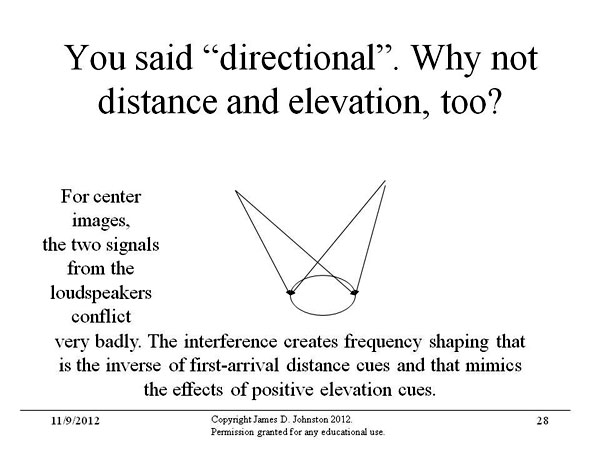 You said “directional”. Why not
distance and elevation, too?
For center
images,
the two signals
from the
loudspeakers
conflict
very badly. The interference creates frequency shaping that
is the inverse of first-arrival distance cues and that mimics
the effects of positive elevation cues.
11/9/2012
Copyright James D. Johnston 2012.
Permission granted for any educational use.
28